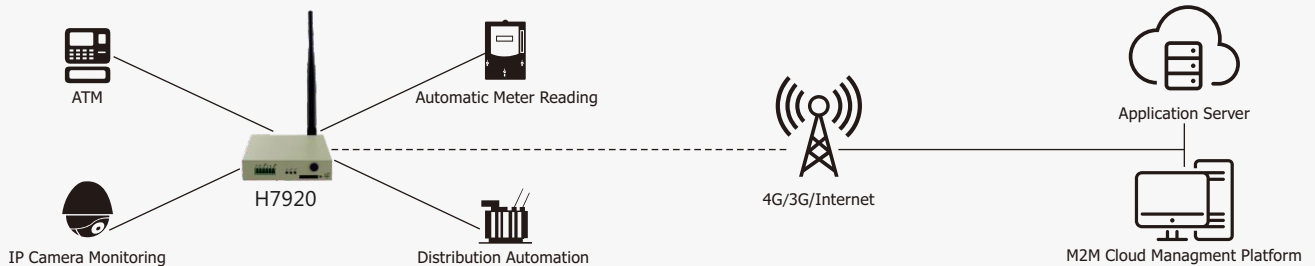 ATM
Automatic Meter Reading
Application Server
H7920
4G/3G/Internet
IP Camera Monitoring
Distribution Automation
M2M Cloud Managment Platform